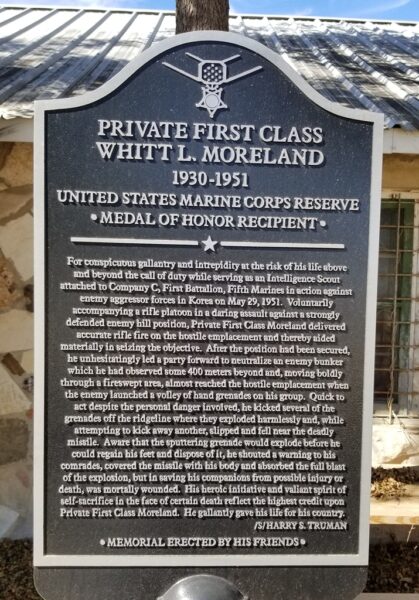 PRIVATE FIRST CLASS
WHITT L. MORELAND
1930-1951
UNITED STATES MARINE CORPS RESERVE
• MEDAL OF HONOR RECIPIENT •
For conspicuous gallantry and intrepidity at the risk of his life above
and beyond the call of duty while serving as an Intelligence Scout
attached to Company C, First Battalion, Fifth Marines in action against
enemy aggressor forces in Korea on May 29, 1951. Voluntarily
accompanying a rifle platoon in a daring assault against a strongly
defended enemy hill position, Private First Class Moreland delivered
accurate rifle fire on the hostile emplacement and thereby aided
materially in seizing the objective. After the position had been secured,
he unhesitatingly led a party forward to neutralize an enemy bunker
which he had observed some 400 meters beyond and, moving boldly
through a fireswept area, almost reached the hostile emplacement when
the enemy launched a volley of hand grenades on his group. Quick to
act despite the personal danger involved, he kicked several of the
grenades off the ridgeline where they exploded harmlessly and, while
attempting to kick away another, slipped and fell near the deadly
missile. Aware that the sputtering grenade would explode before he
could regain his feet and dispose of it, he shouted a warning to his
comrades, covered the missile with his body and absorbed the full blast
of the explosion, but in saving his companions from possible injury or
death, was mortally wounded. His heroic initiative and valiant spirit of
self-sacrifice in the face of certain death reflect the highest credit upon
Private First Class Moreland. He gallantly gave his life for his country.
/S/HARRY S. TRUMAN
• MEMORIAL ERECTED BY HIS FRIENDS •